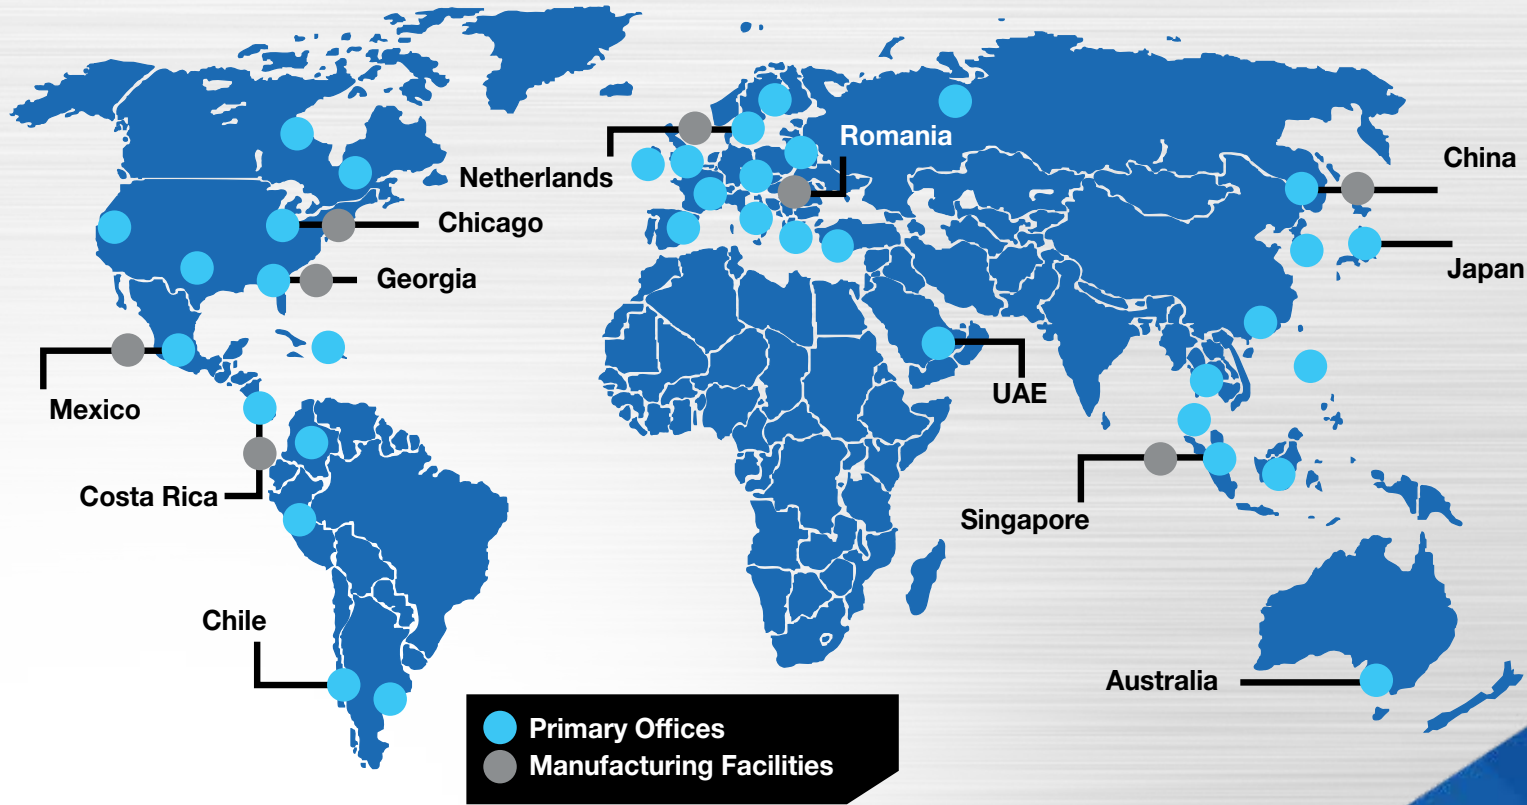 Romania
China
Netherlands
Chicago
Japan
Georgia
UAE
Mexico
Costa Rica
Singapore
Chile
Australia
Primary Offices
Manufacturing Facilities